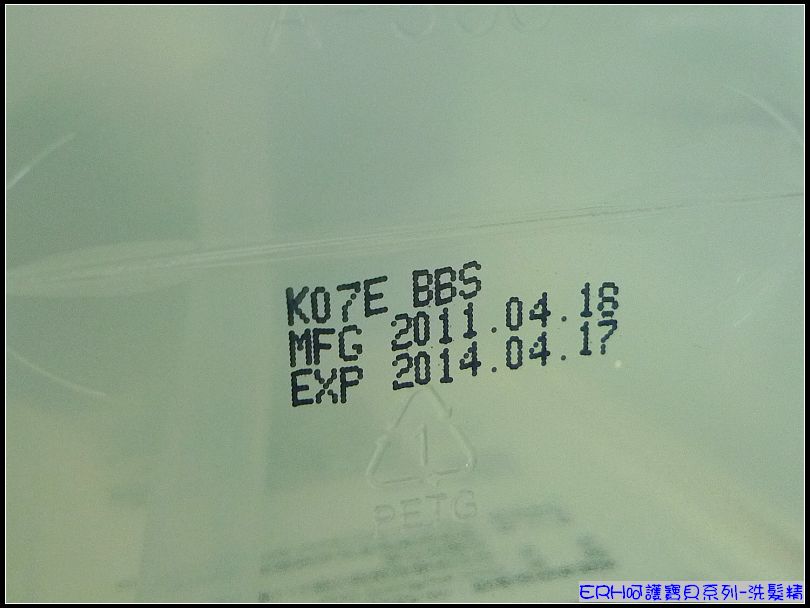 K07E BBS
MFG 2011.04.18
EXP 2014.04.17
1
PETG
ERH呵護寶貝系列-洗髮精